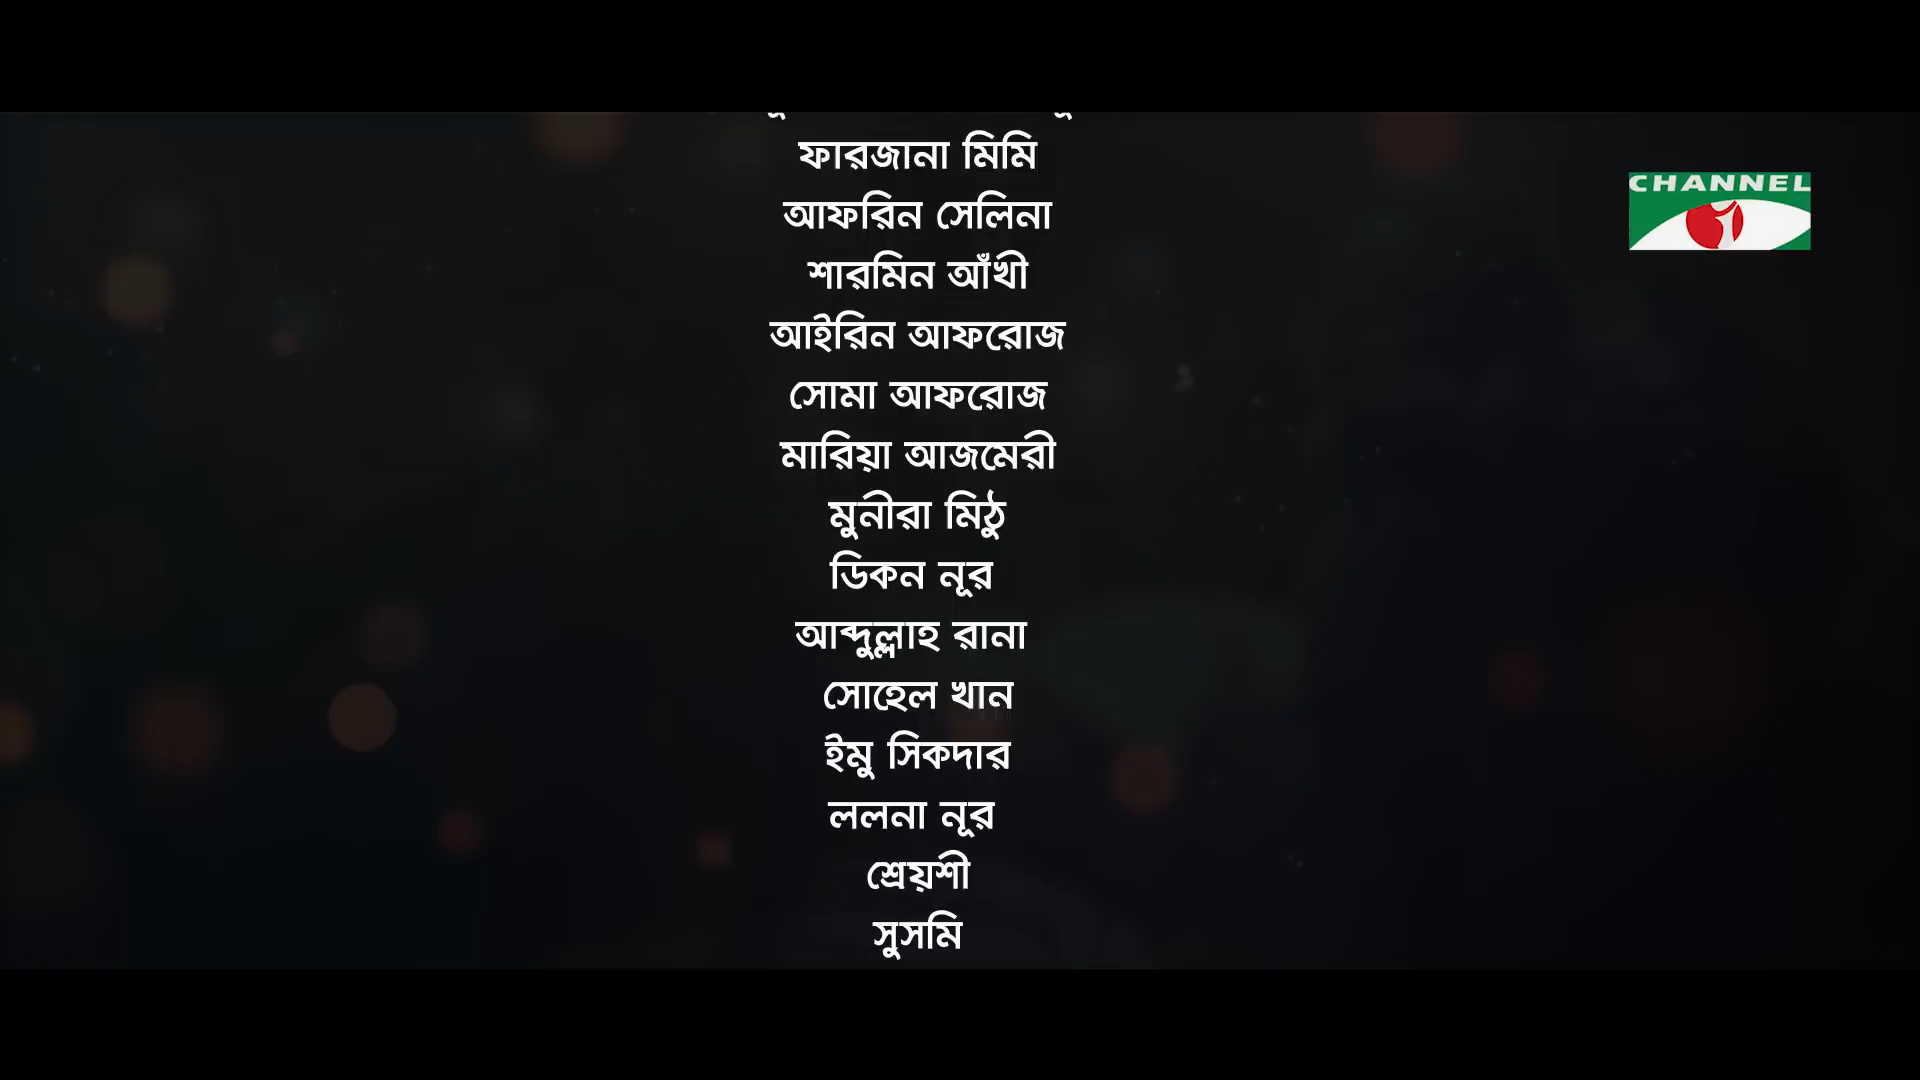 CHANNEL
ফারজানা মিমি
আফরিন সেলিনা
শারমিন আঁখী
আইরিন আফরোজ
সোমা আফরোজ
মারিয়া আজমেরী
মুনীরা মিঠু
ডিকন নূর
আব্দুল্লাহ রানা
সোহেল খান
ইমু সিকদার
ললনা নূর
শ্রেয়শী
সুসমি